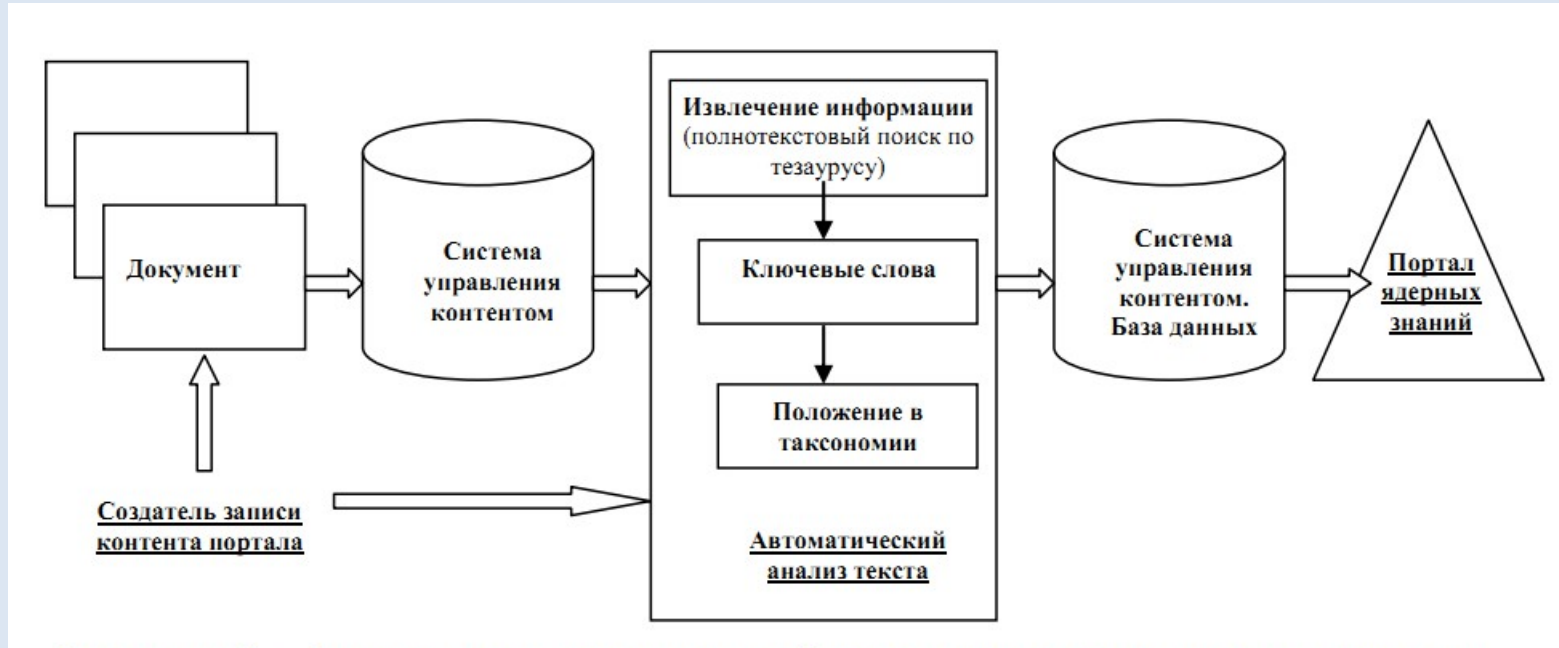 Документ
Система
управления
контентом
Извлечение информации
(полнотекстовый поиск по
тезаурусу)
Ключевые слова
Положение в
таксономии
Автоматический
анализ текста
Система
управления
контентом.
База данных
Портал
ядерных
знаний
Создатель записи
контента портала